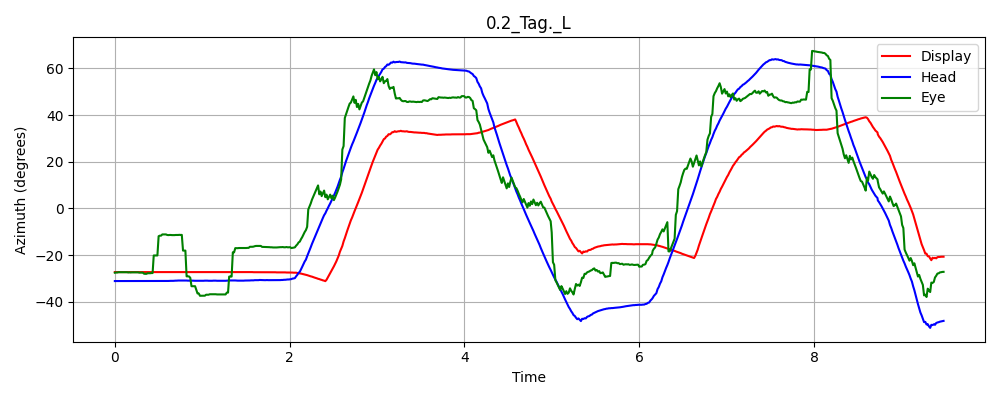 0.2_Tag._L
Display
Head
Eye
Azimuth (degrees)
60
40
20
0
−20
−40
0 2 4 6 8
Time